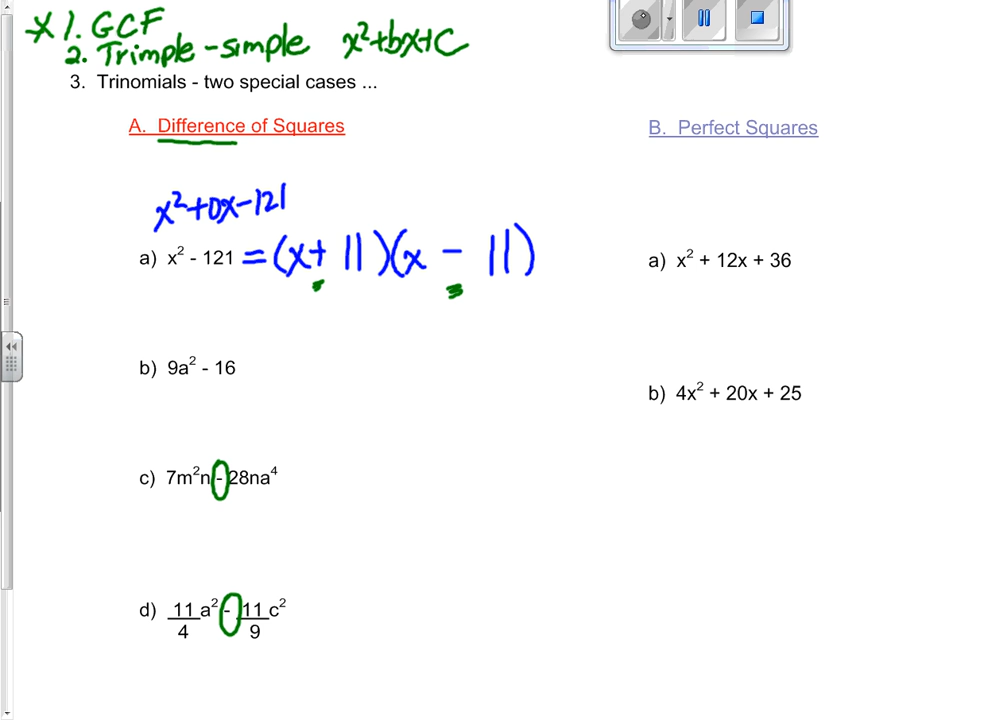 * 1. GCF
2. Trimple - simple x²+bx+C
3. Trinomials - two special cases ...
A. Difference of Squares
x²+0x-121
a) x² - 121 = (x+ 11)(x - 11)
b) 9a² - 16
c) 7m²n - 28na⁴
d) 11/4 a² - 11/9 c²
B. Perfect Squares
a) x² + 12x + 36
b) 4x² + 20x + 25